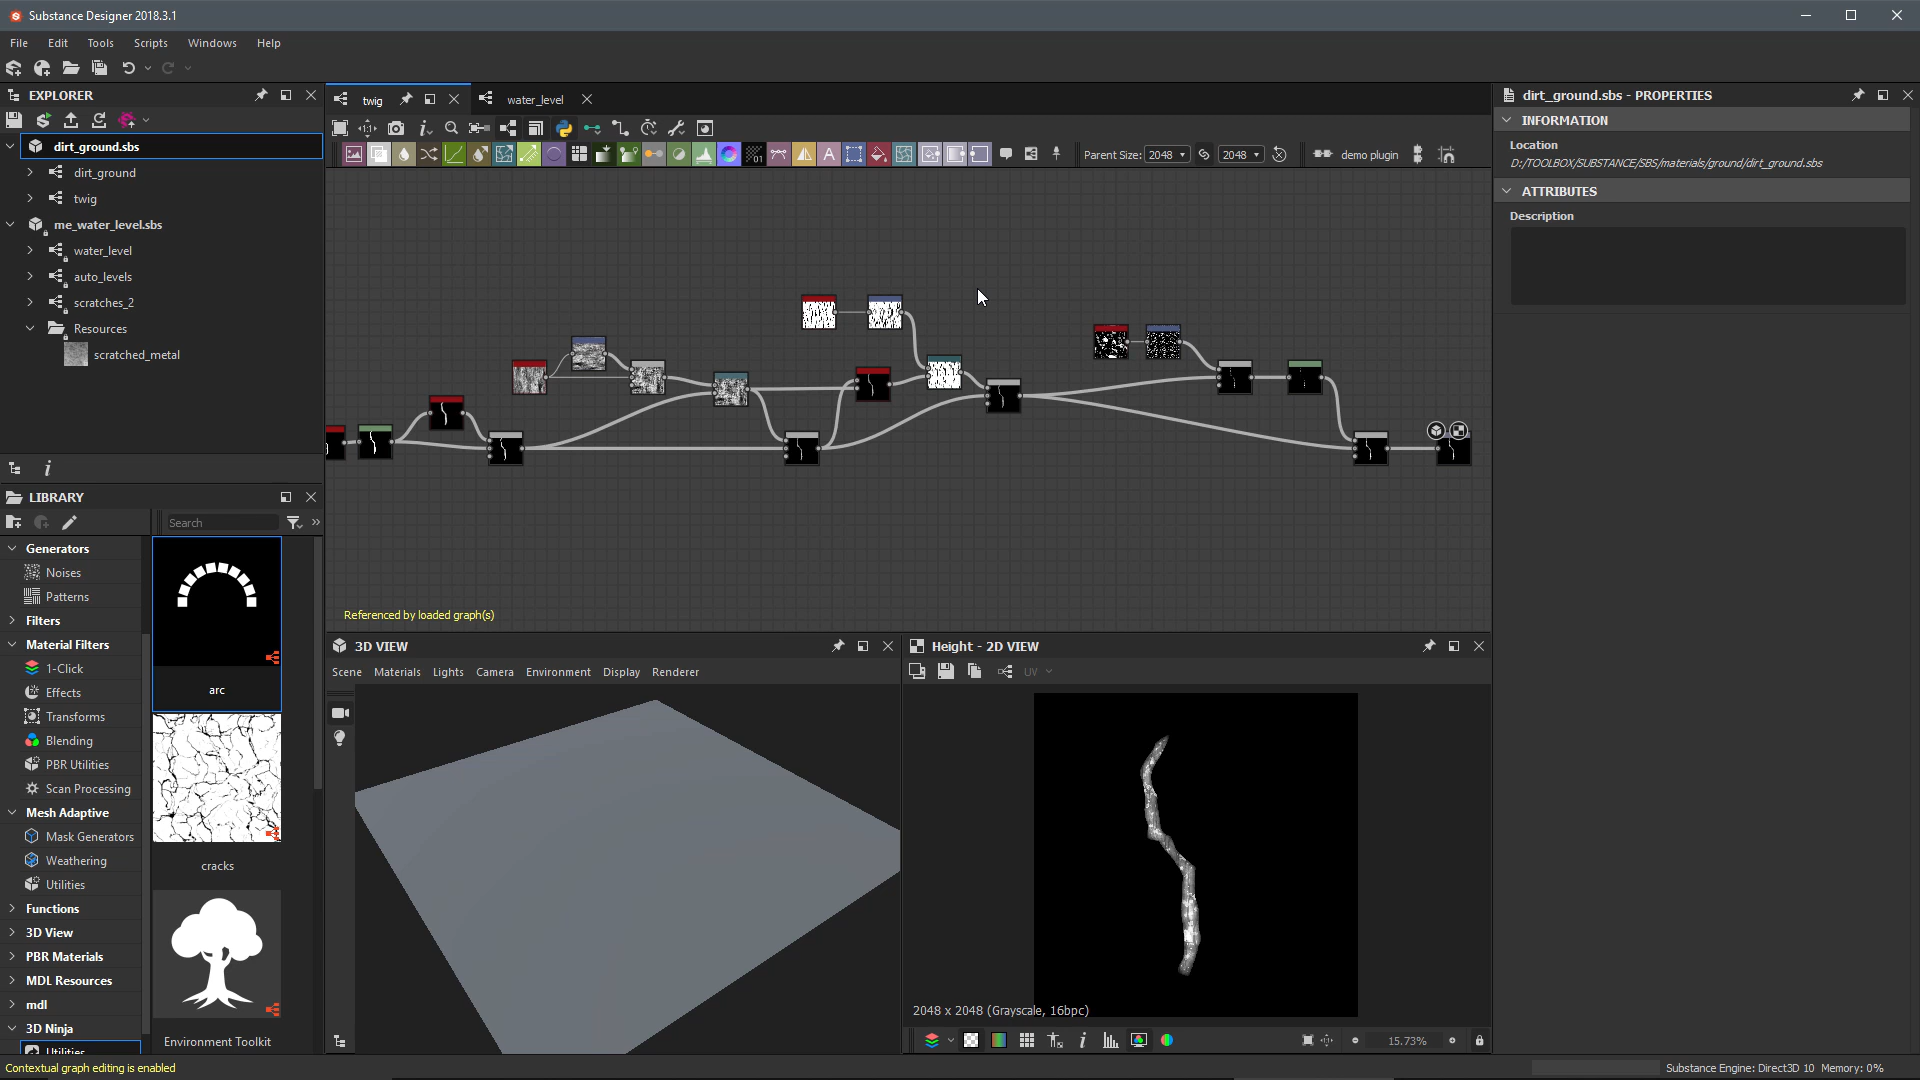 Substance Designer 2018.3.1
File Edit Tools Scripts Windows Help
EXPLORER
dirt_ground.sbs
dirt_ground
twig
me_water_level.sbs
water_level
auto_levels
scratches_2
Resources
scratched_metal
LIBRARY
Search
Generators
Noises
Patterns
Filters
Material Filters
1-Click
Effects
Transforms
Blending
PBR Utilities
Scan Processing
Mesh Adaptive
Mask Generators
Weathering
Utilities
Functions
3D View
PBR Materials
MDL Resources
mdl
3D Ninja
Utilities
arc
cracks
Environment Toolkit
twig
water_level
Parent Size: 2048 2048 demo plugin
Referenced by loaded graph(s)
3D VIEW
Scene Materials Lights Camera Environment Display Renderer
Height - 2D VIEW
UV
2048 x 2048 (Grayscale, 16bpc)
15.73%
dirt_ground.sbs - PROPERTIES
INFORMATION
Location
D:/TOOLBOX/SUBSTANCE/SBS/materials/ground/dirt_ground.sbs
ATTRIBUTES
Description
Contextual graph editing is enabled
Substance Engine: Direct3D 10 Memory: 0%